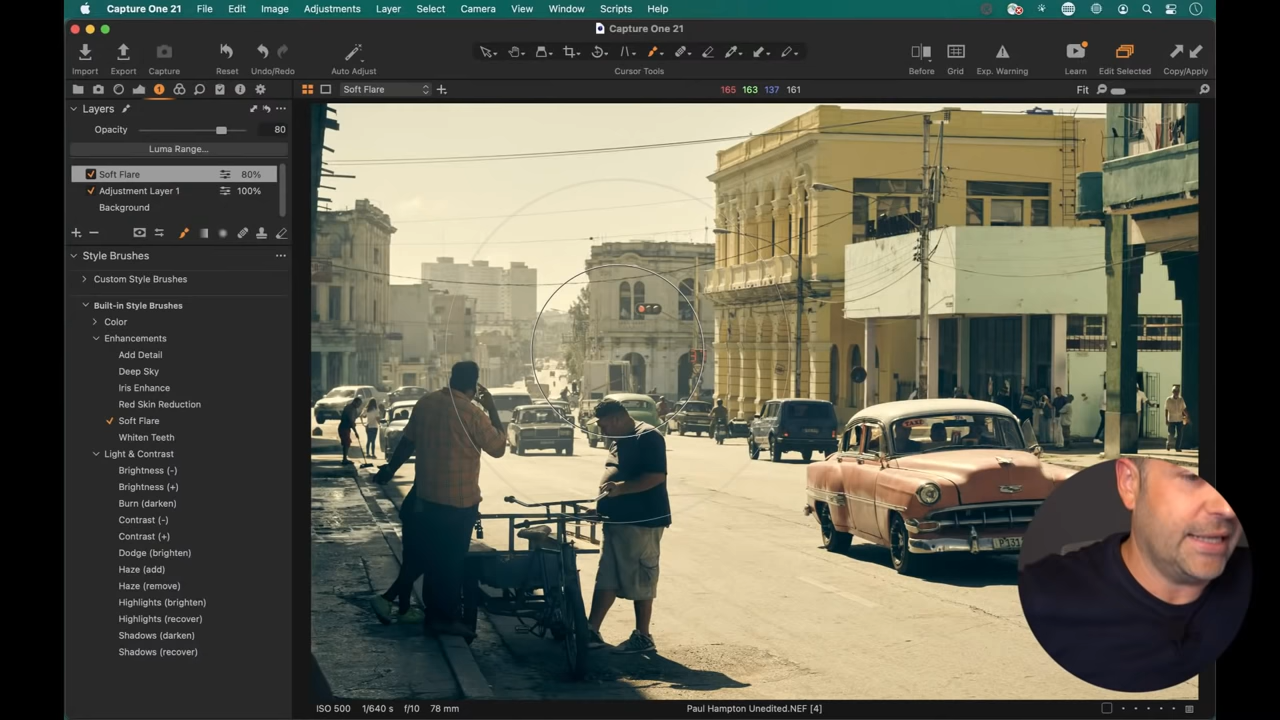 Capture One 21 File Edit Image Adjustments Layer Select Camera View Window Scripts Help
Capture One 21
Import Export Capture Reset Undo/Redo Auto Adjust Cursor Tools Before Grid Exp. Warning Learn Edit Selected Copy/Apply
Soft Flare 165 163 137 161 Fit
Layers
Opacity 80
Luma Range...
Soft Flare 80%
Adjustment Layer 1 100%
Background
Style Brushes
Custom Style Brushes
Built-in Style Brushes
Color
Enhancements
Add Detail
Deep Sky
Iris Enhance
Red Skin Reduction
Soft Flare
Whiten Teeth
Light & Contrast
Brightness (-)
Brightness (+)
Burn (darken)
Contrast (-)
Contrast (+)
Dodge (brighten)
Haze (add)
Haze (remove)
Highlights (brighten)
Highlights (recover)
Shadows (darken)
Shadows (recover)
TAXI
ISO 500 1/640 s f/10 78 mm Paul Hampton Unedited.NEF [4]